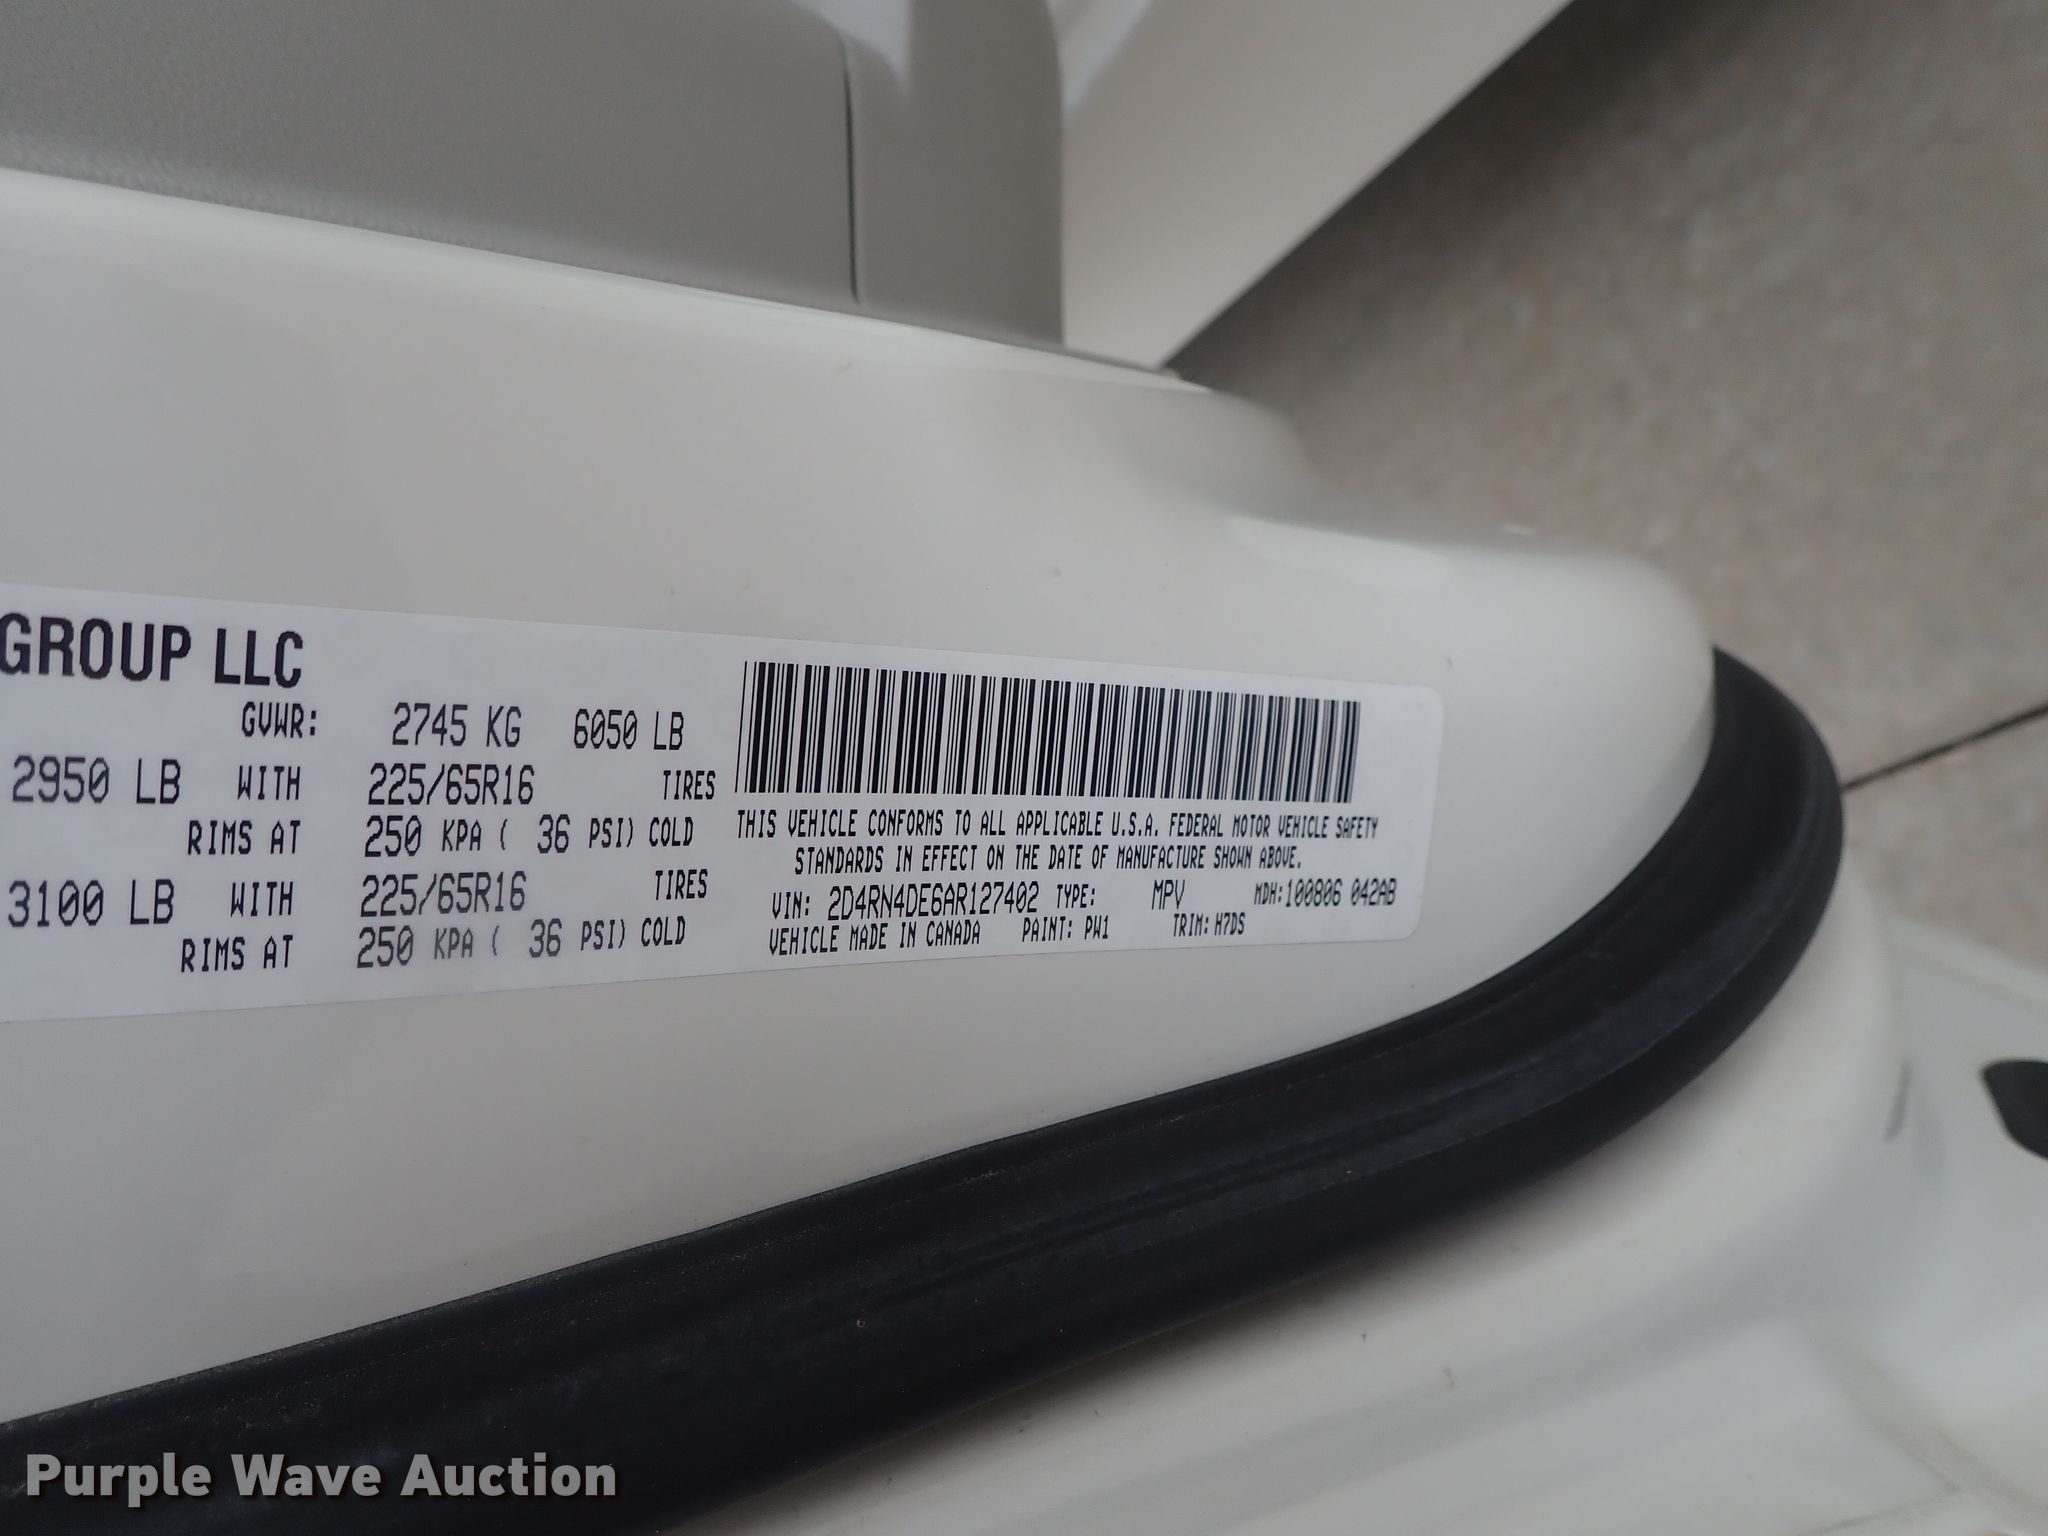 GROUP LLC
GVWR: 2745 KG 6050 LB
2950 LB WITH 225/65R16 TIRES
RIMS AT 250 KPA ( 36 PSI) COLD
3100 LB WITH 225/65R16 TIRES
RIMS AT 250 KPA ( 36 PSI) COLD
THIS VEHICLE CONFORMS TO ALL APPLICABLE U.S.A. FEDERAL MOTOR VEHICLE SAFETY
STANDARDS IN EFFECT ON THE DATE OF MANUFACTURE SHOWN ABOVE.
VIN: 2D4RN4DE6AR127402 TYPE: MPV MDH:100806 042AB
VEHICLE MADE IN CANADA PAINT: PW1 TRIM: H7DS
Purple Wave Auction